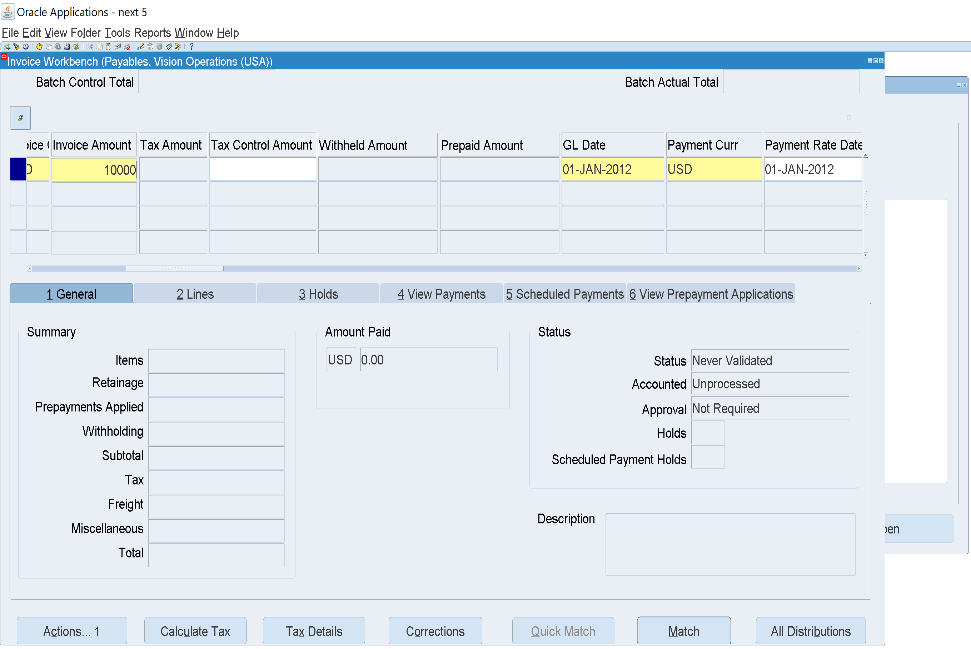 Oracle Applications - next 5
File Edit View Folder Tools Reports Window Help
Invoice Workbench (Payables, Vision Operations (USA))
Batch Control Total Batch Actual Total
Invoice Amount Tax Amount Tax Control Amount Withheld Amount Prepaid Amount GL Date Payment Curr Payment Rate Date
10000 01-JAN-2012 USD 01-JAN-2012
1 General 2 Lines 3 Holds 4 View Payments 5 Scheduled Payments 6 View Prepayment Applications
Summary Amount Paid Status
Items USD 0.00 Status Never Validated
Retainage Accounted Unprocessed
Prepayments Applied Approval Not Required
Withholding Holds
Subtotal Scheduled Payment Holds
Tax
Freight
Description
Miscellaneous
Total
Actions... 1 Calculate Tax Tax Details Corrections Quick Match Match All Distributions